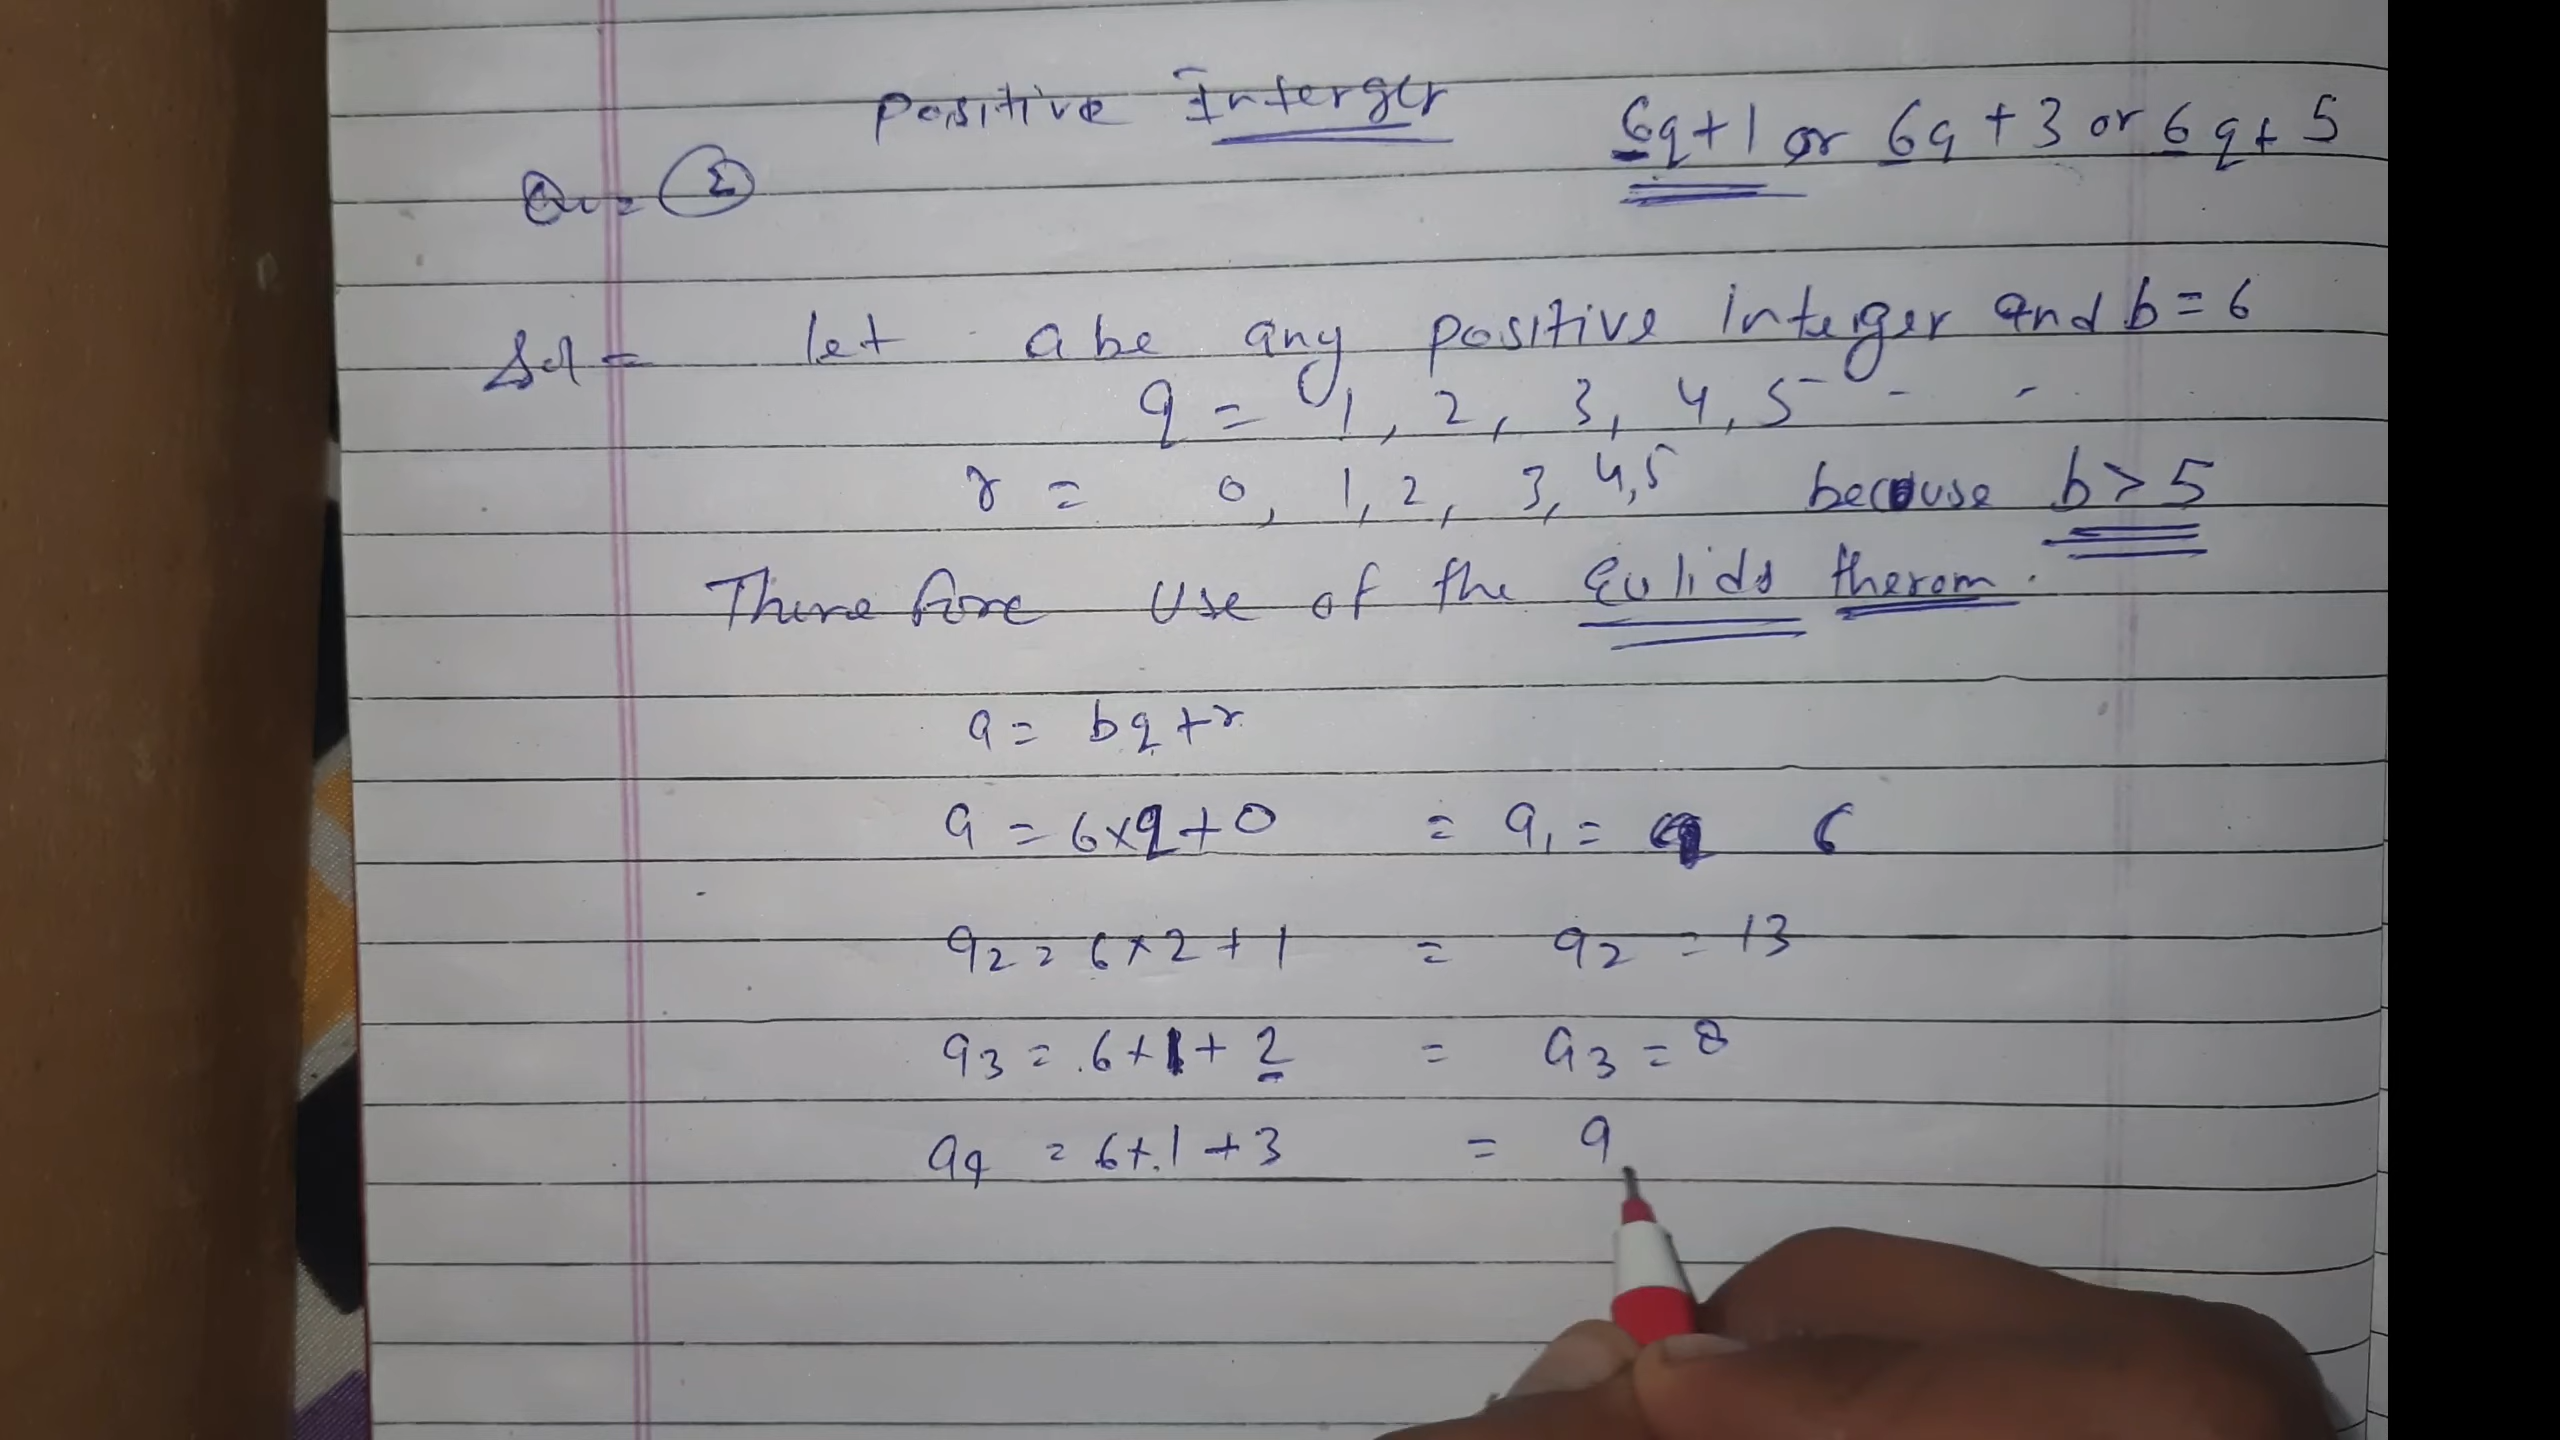 Positive Interger
6q+1 or 6q+3 or 6q+5
Qu= 2
Sol= let a be any positive interger and b=6
q = 1, 2, 3, 4, 5 - - -
r = 0, 1, 2, 3, 4, 5 because b>5
There fore use of the Eulids therom.
a= bq+r
a = 6×q+0 = a1 = 6
a2 = 6×2+1 = a2 = 13
a3 = 6×1+2 = a3 = 8
a4 = 6×1+3 = 9